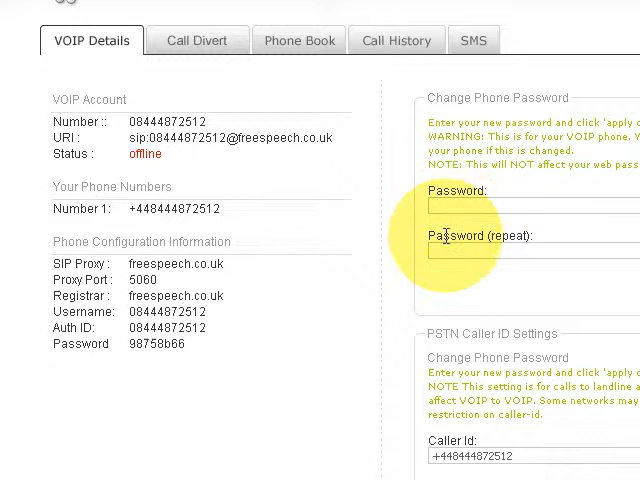 VOIP Details
Call Divert
Phone Book
Call History
SMS
VOIP Account
Number :: 08444872512
URI : sip:08444872512@freespeech.co.uk
Status : offline
Your Phone Numbers
Number 1: +448444872512
Phone Configuration Information
SIP Proxy : freespeech.co.uk
Proxy Port : 5060
Registrar : freespeech.co.uk
Username: 08444872512
Auth ID: 08444872512
Password 98758b66
Change Phone Password
Enter your new password and click 'apply
WARNING: This is for your VOIP phone.
your phone if this is changed.
NOTE: This will NOT affect your web pass
Password:
Password (repeat):
PSTN Caller ID Settings
Change Phone Password
Enter your new password and click 'apply
NOTE This setting is for calls to landline
affect VOIP to VOIP. Some networks may
restriction on caller-id.
Caller Id:
+448444872512